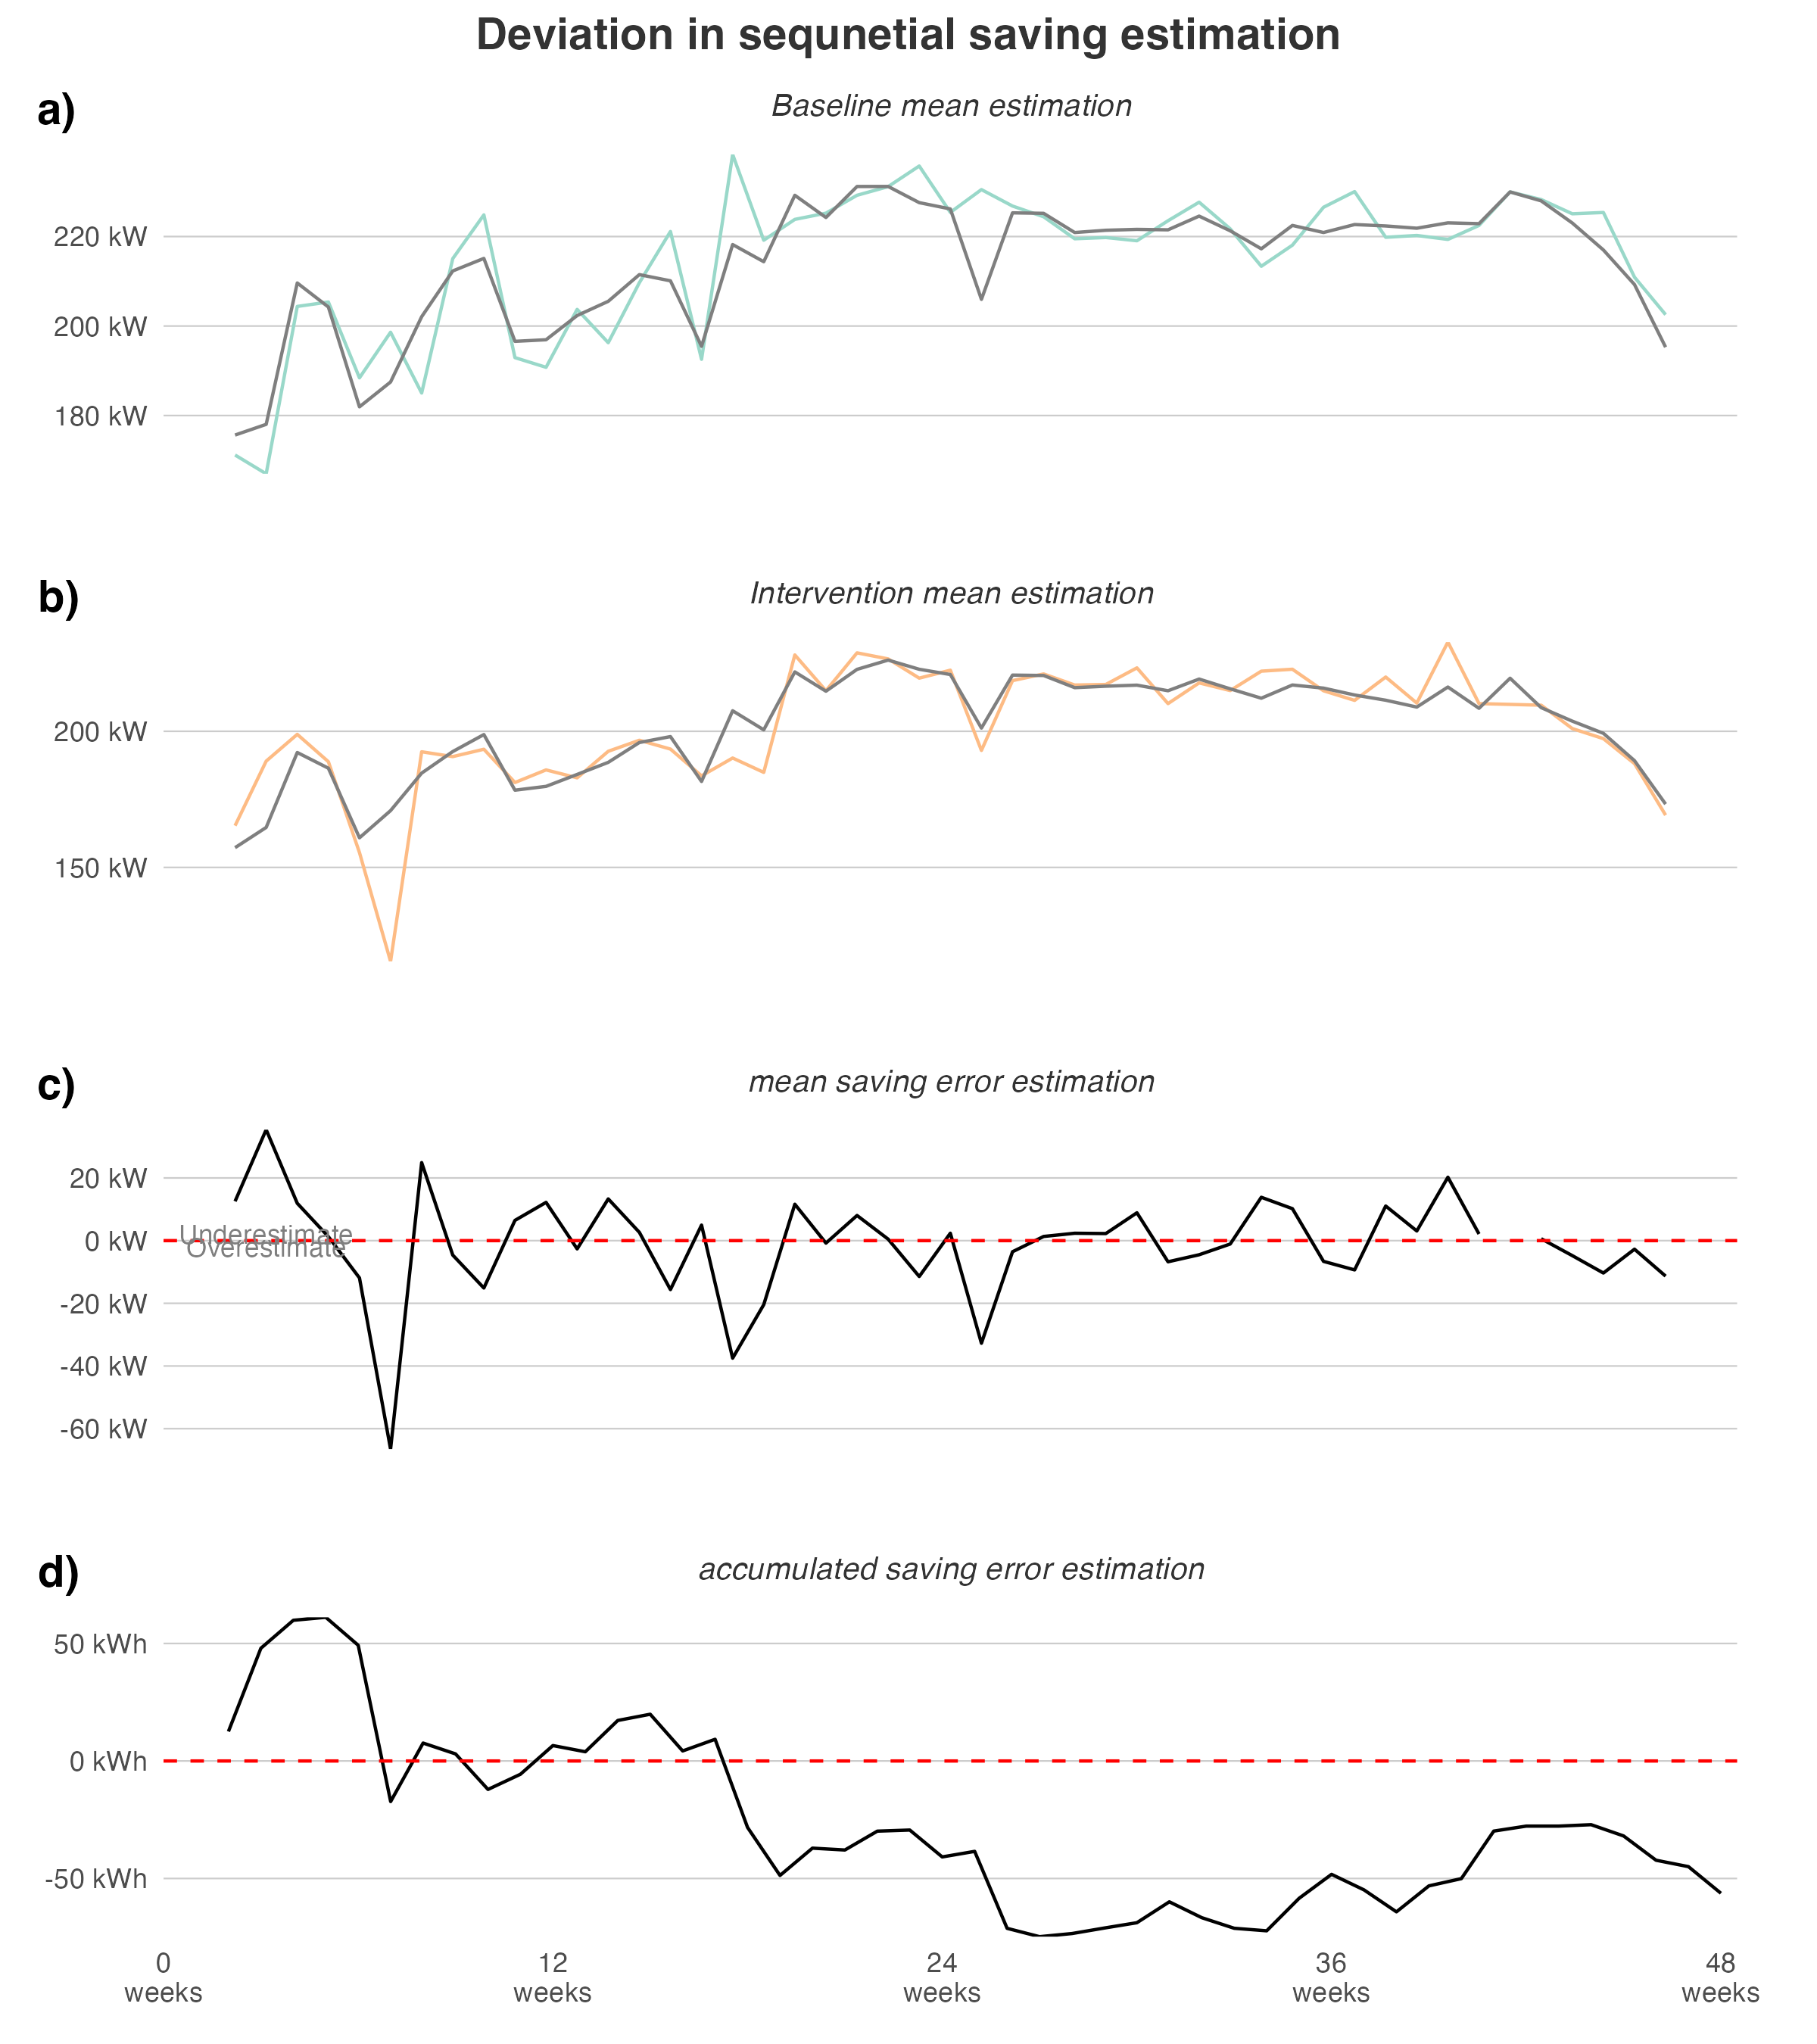 Deviation in sequnetial saving estimation
a)
Baseline mean estimation
220 kW
200 kW
180 kW
b)
Intervention mean estimation
200 kW
150 kW
c)
mean saving error estimation
20 kW
Underestimate
0 kW
Overestimate
-20 kW
-40 kW
-60 kW
d)
accumulated saving error estimation
50 kWh
0 kWh
-50 kWh
0 12 24 36 48
weeks weeks weeks weeks weeks